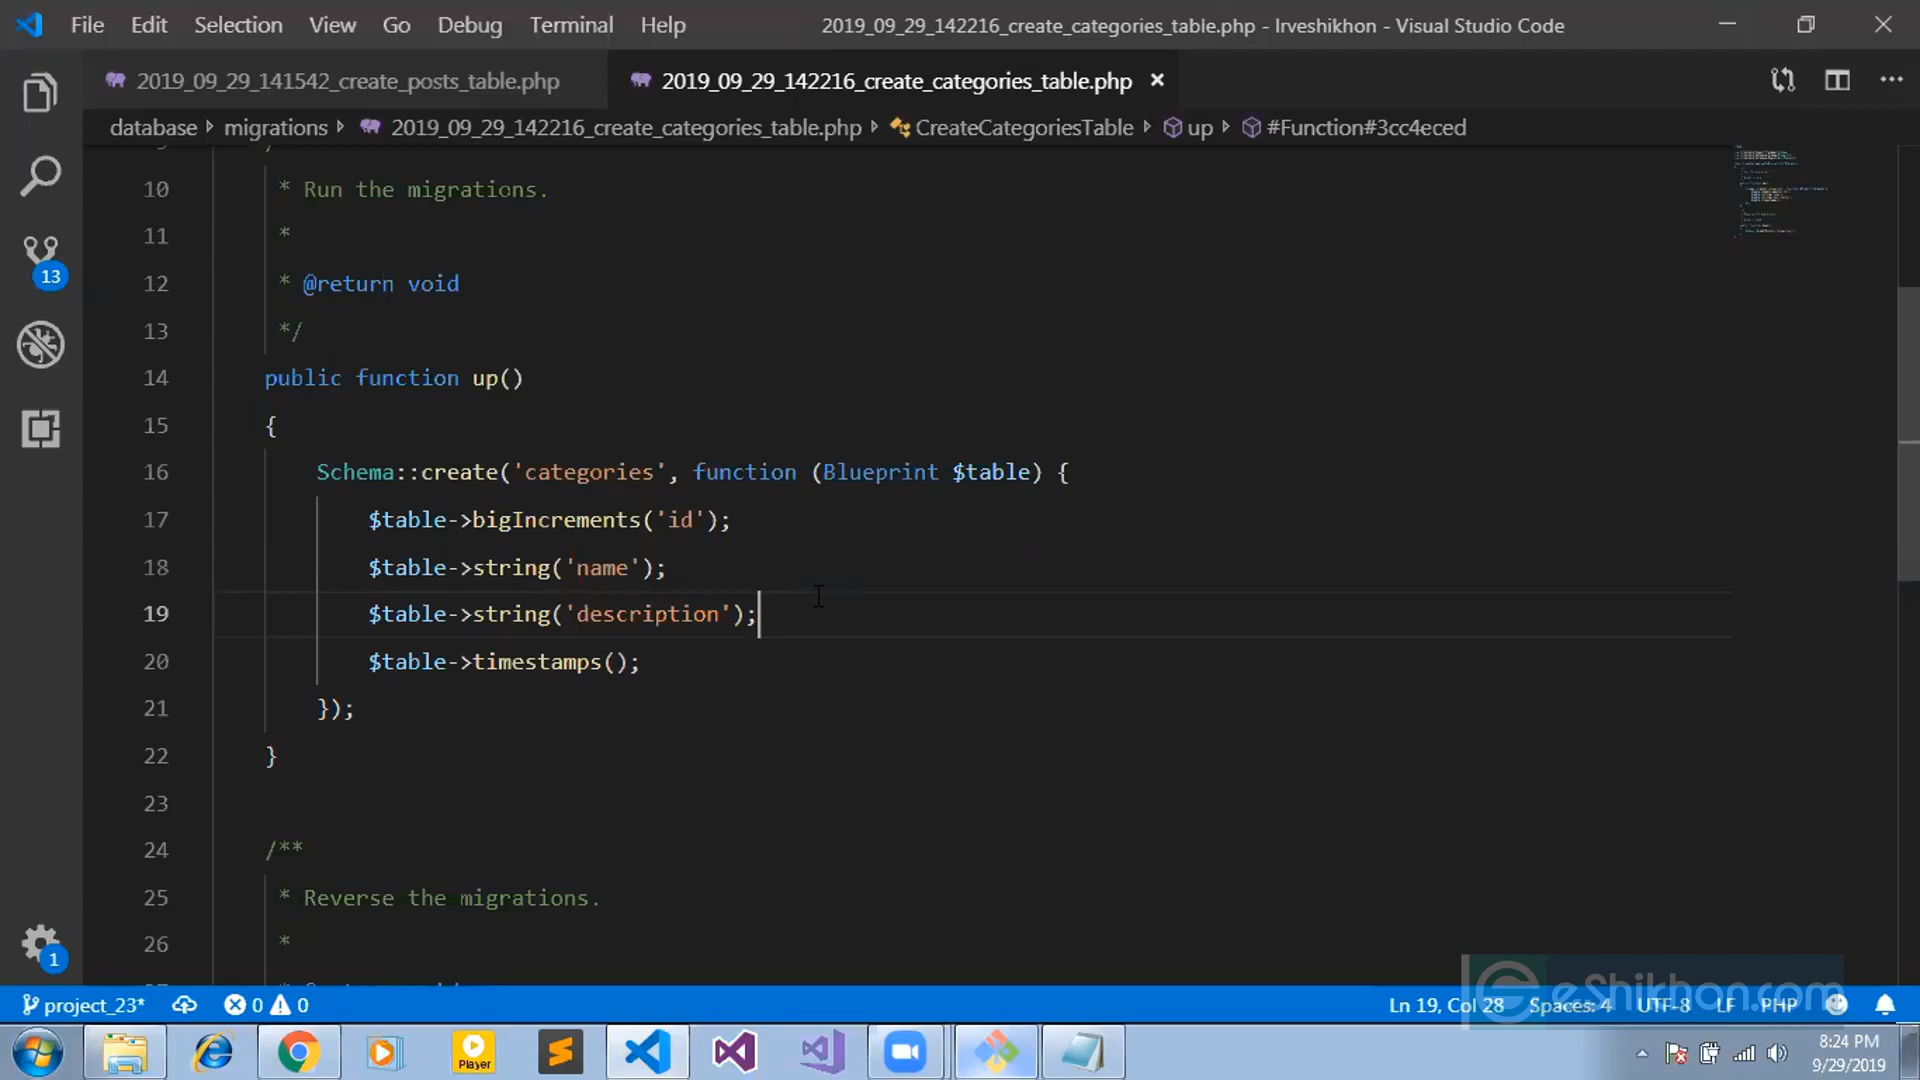 File Edit Selection View Go Debug Terminal Help 2019_09_29_142216_create_categories_table.php - Irveshikhon - Visual Studio Code
2019_09_29_141542_create_posts_table.php 2019_09_29_142216_create_categories_table.php
database migrations 2019_09_29_142216_create_categories_table.php CreateCategoriesTable up #Function#3cc4eced
10 * Run the migrations.
11 *
12 * @return void
13 */
14 public function up()
15 {
16 Schema::create('categories', function (Blueprint $table) {
17 $table->bigIncrements('id');
18 $table->string('name');
19 $table->string('description');
20 $table->timestamps();
21 });
22 }
23
24 /**
25 * Reverse the migrations.
26 *
13
1
eShikhon.com
project_23* 0 0 Ln 19, Col 28 Spaces: 4 UTF-8 LF PHP
Player
8:24 PM
9/29/2019